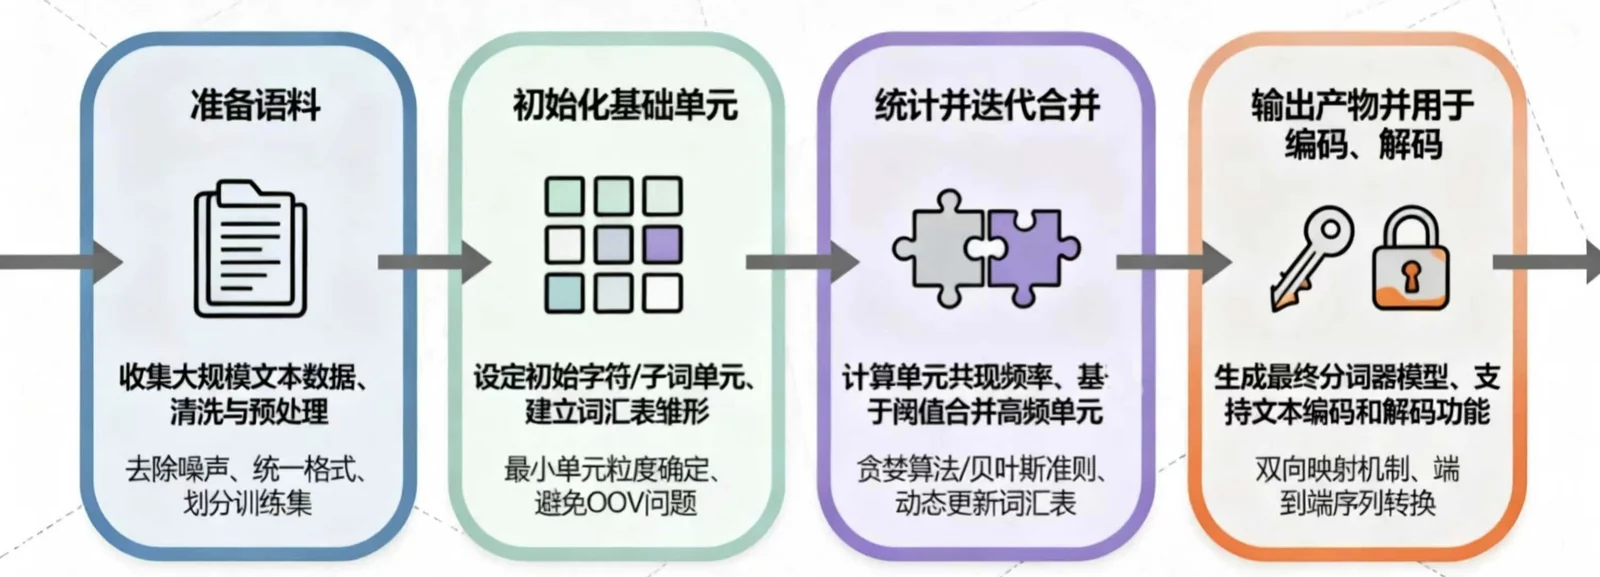 准备语料
收集大规模文本数据、
清洗与预处理
去除噪声、统一格式、
划分训练集
初始化基础单元
设定初始字符/子词单元、
建立词汇表雏形
最小单元粒度确定、
避免OOV问题
统计并迭代合并
计算单元共现频率、基
于阈值合并高频单元
贪婪算法/贝叶斯准则、
动态更新词汇表
输出产物并用于
编码、解码
生成最终分词器模型、支
持文本编码和解码功能
双向映射机制、端
到端序列转换